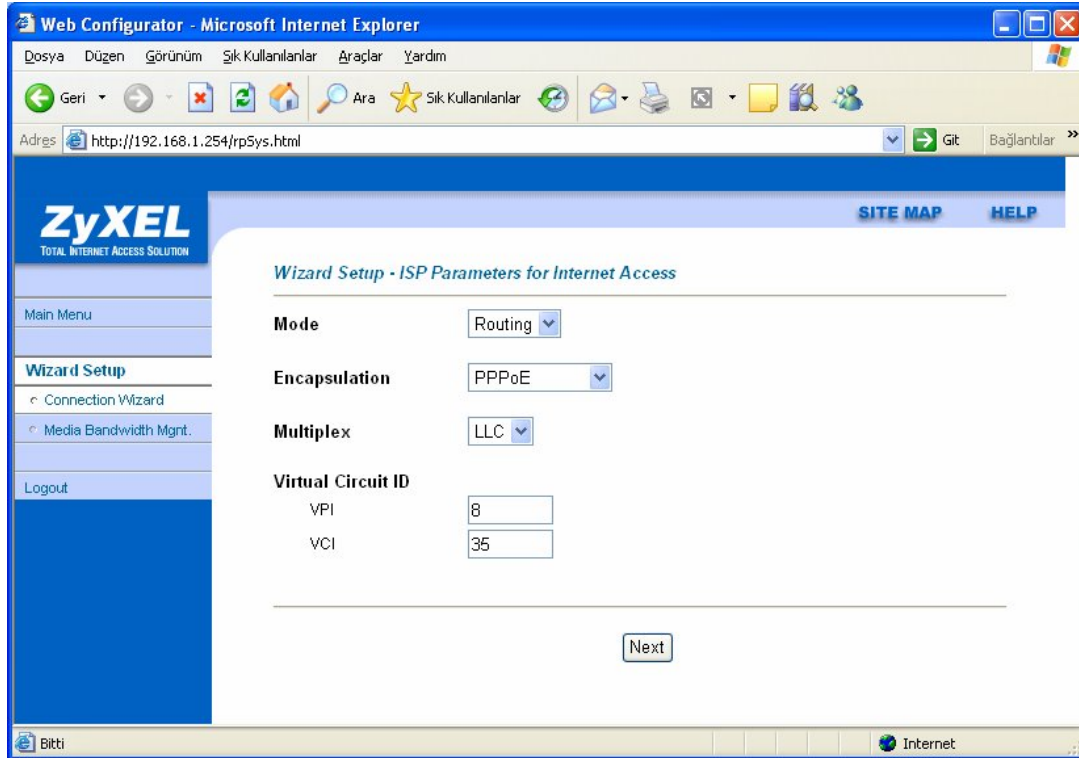 Web Configurator - Microsoft Internet Explorer
Dosya Düzen Görünüm Sık Kullanılanlar Araçlar Yardım
Geri Ara Sık Kullanılanlar
Adres http://192.168.1.254/rpSys.html Git Bağlantılar »
ZyXEL
TOTAL INTERNET ACCESS SOLUTION
SITE MAP HELP
Main Menu
Wizard Setup
Connection Wizard
Media Bandwidth Mgnt.
Logout
Wizard Setup - ISP Parameters for Internet Access
Mode Routing
Encapsulation PPPoE
Multiplex LLC
Virtual Circuit ID
VPI 8
VCI 35
Next
Bitti Internet